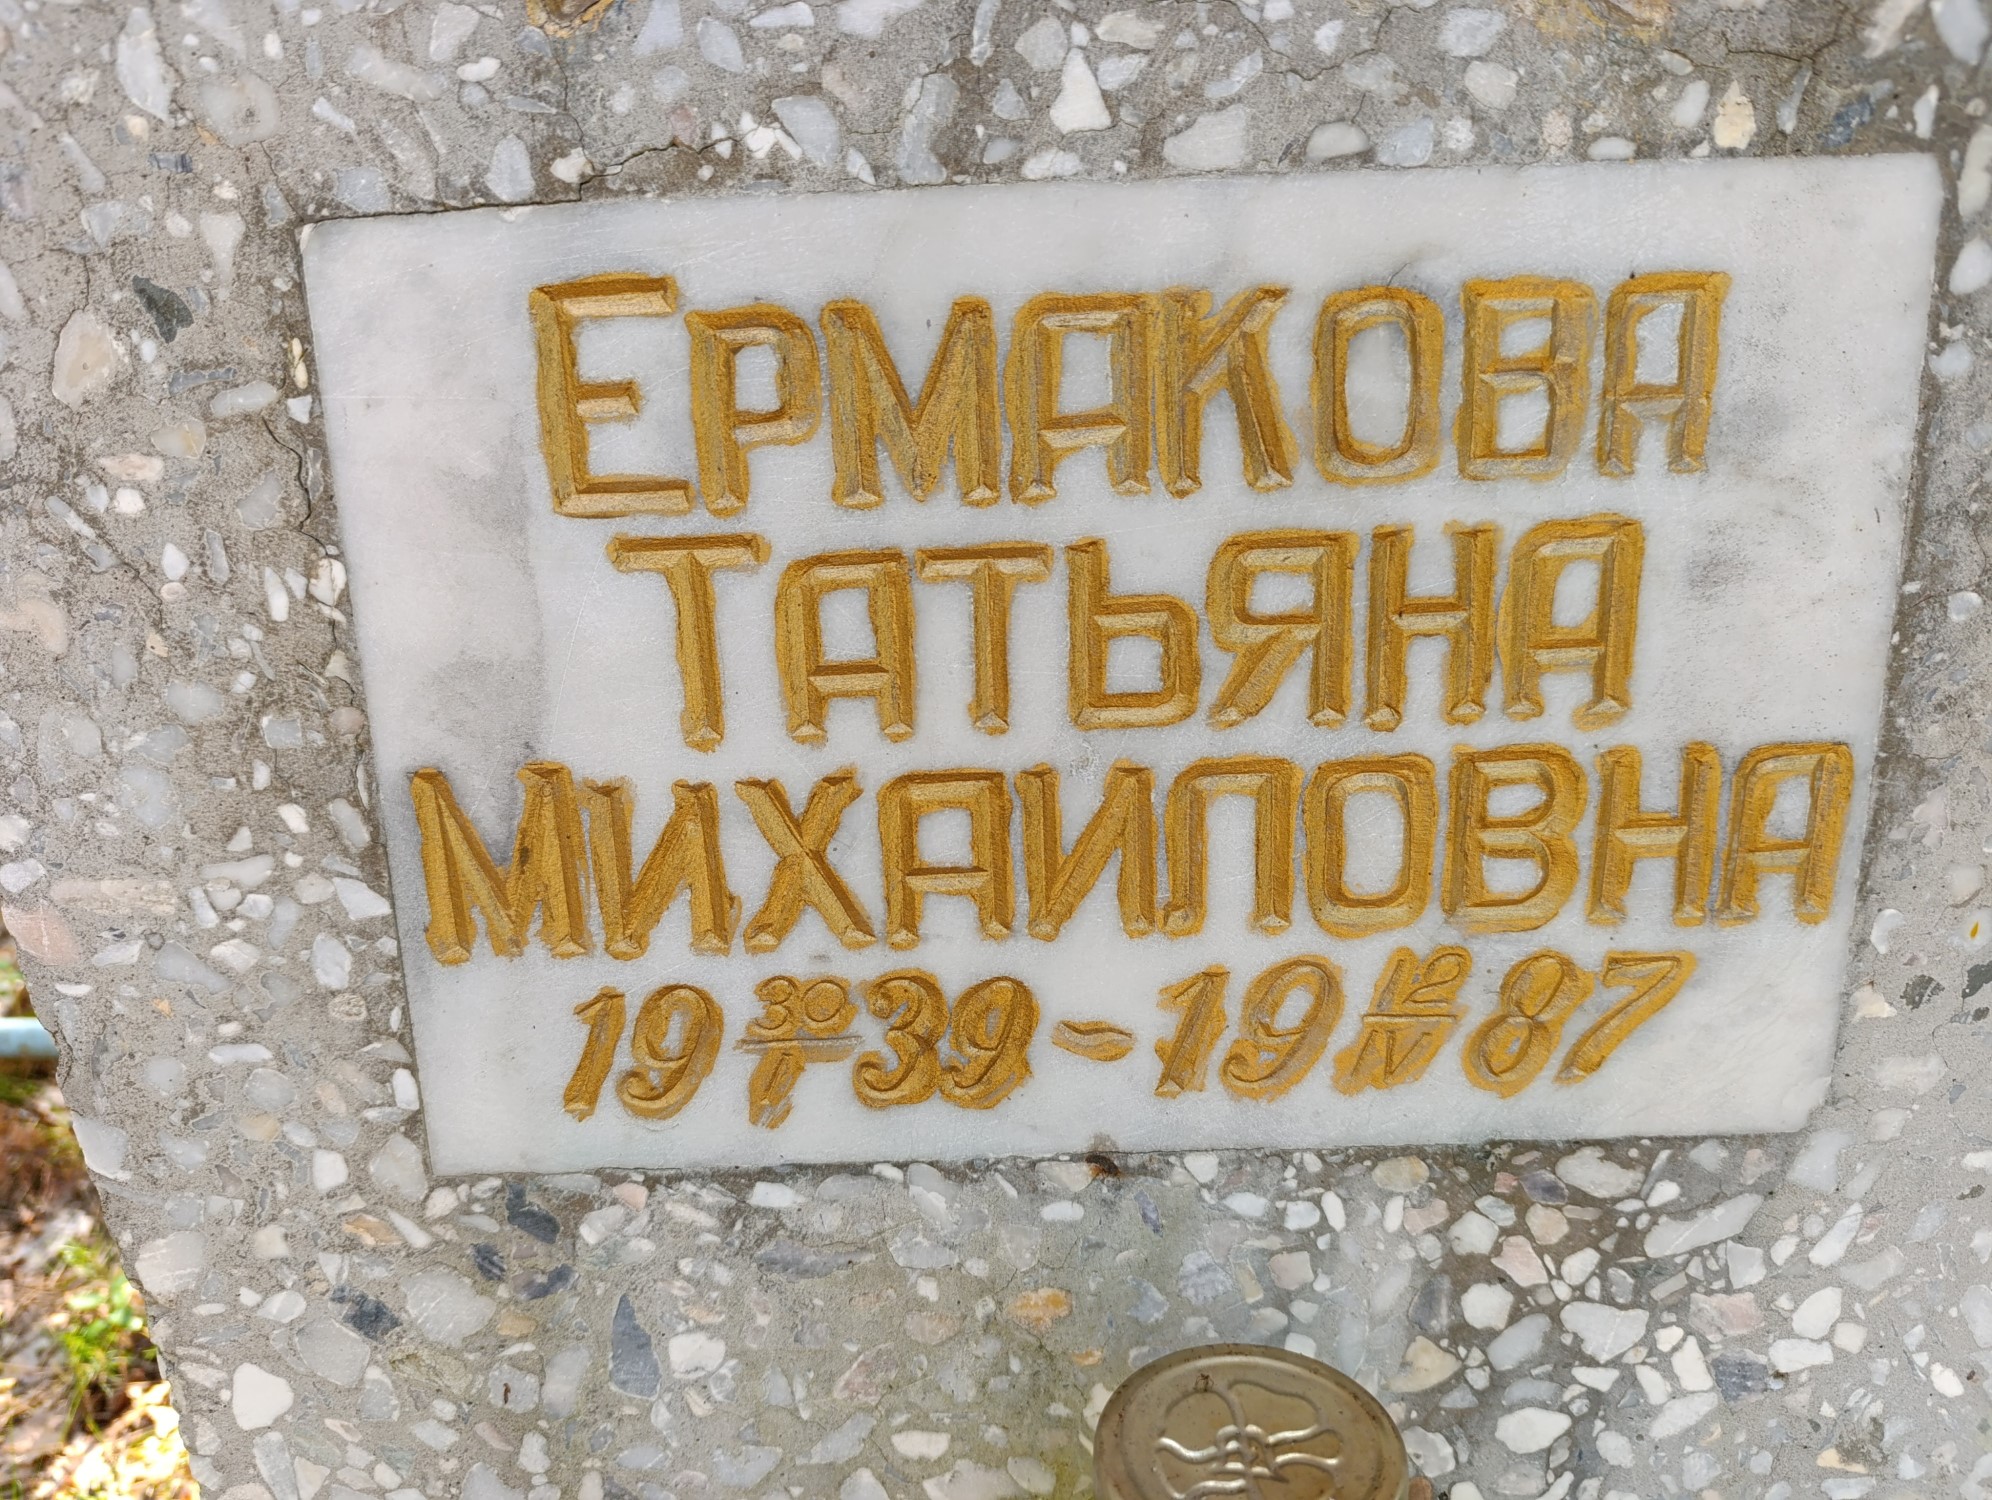 ЕРМАКОВА
ТАТЬЯНА
МИХАИЛОВНА
19 30/I 39 - 19 12/IV 87